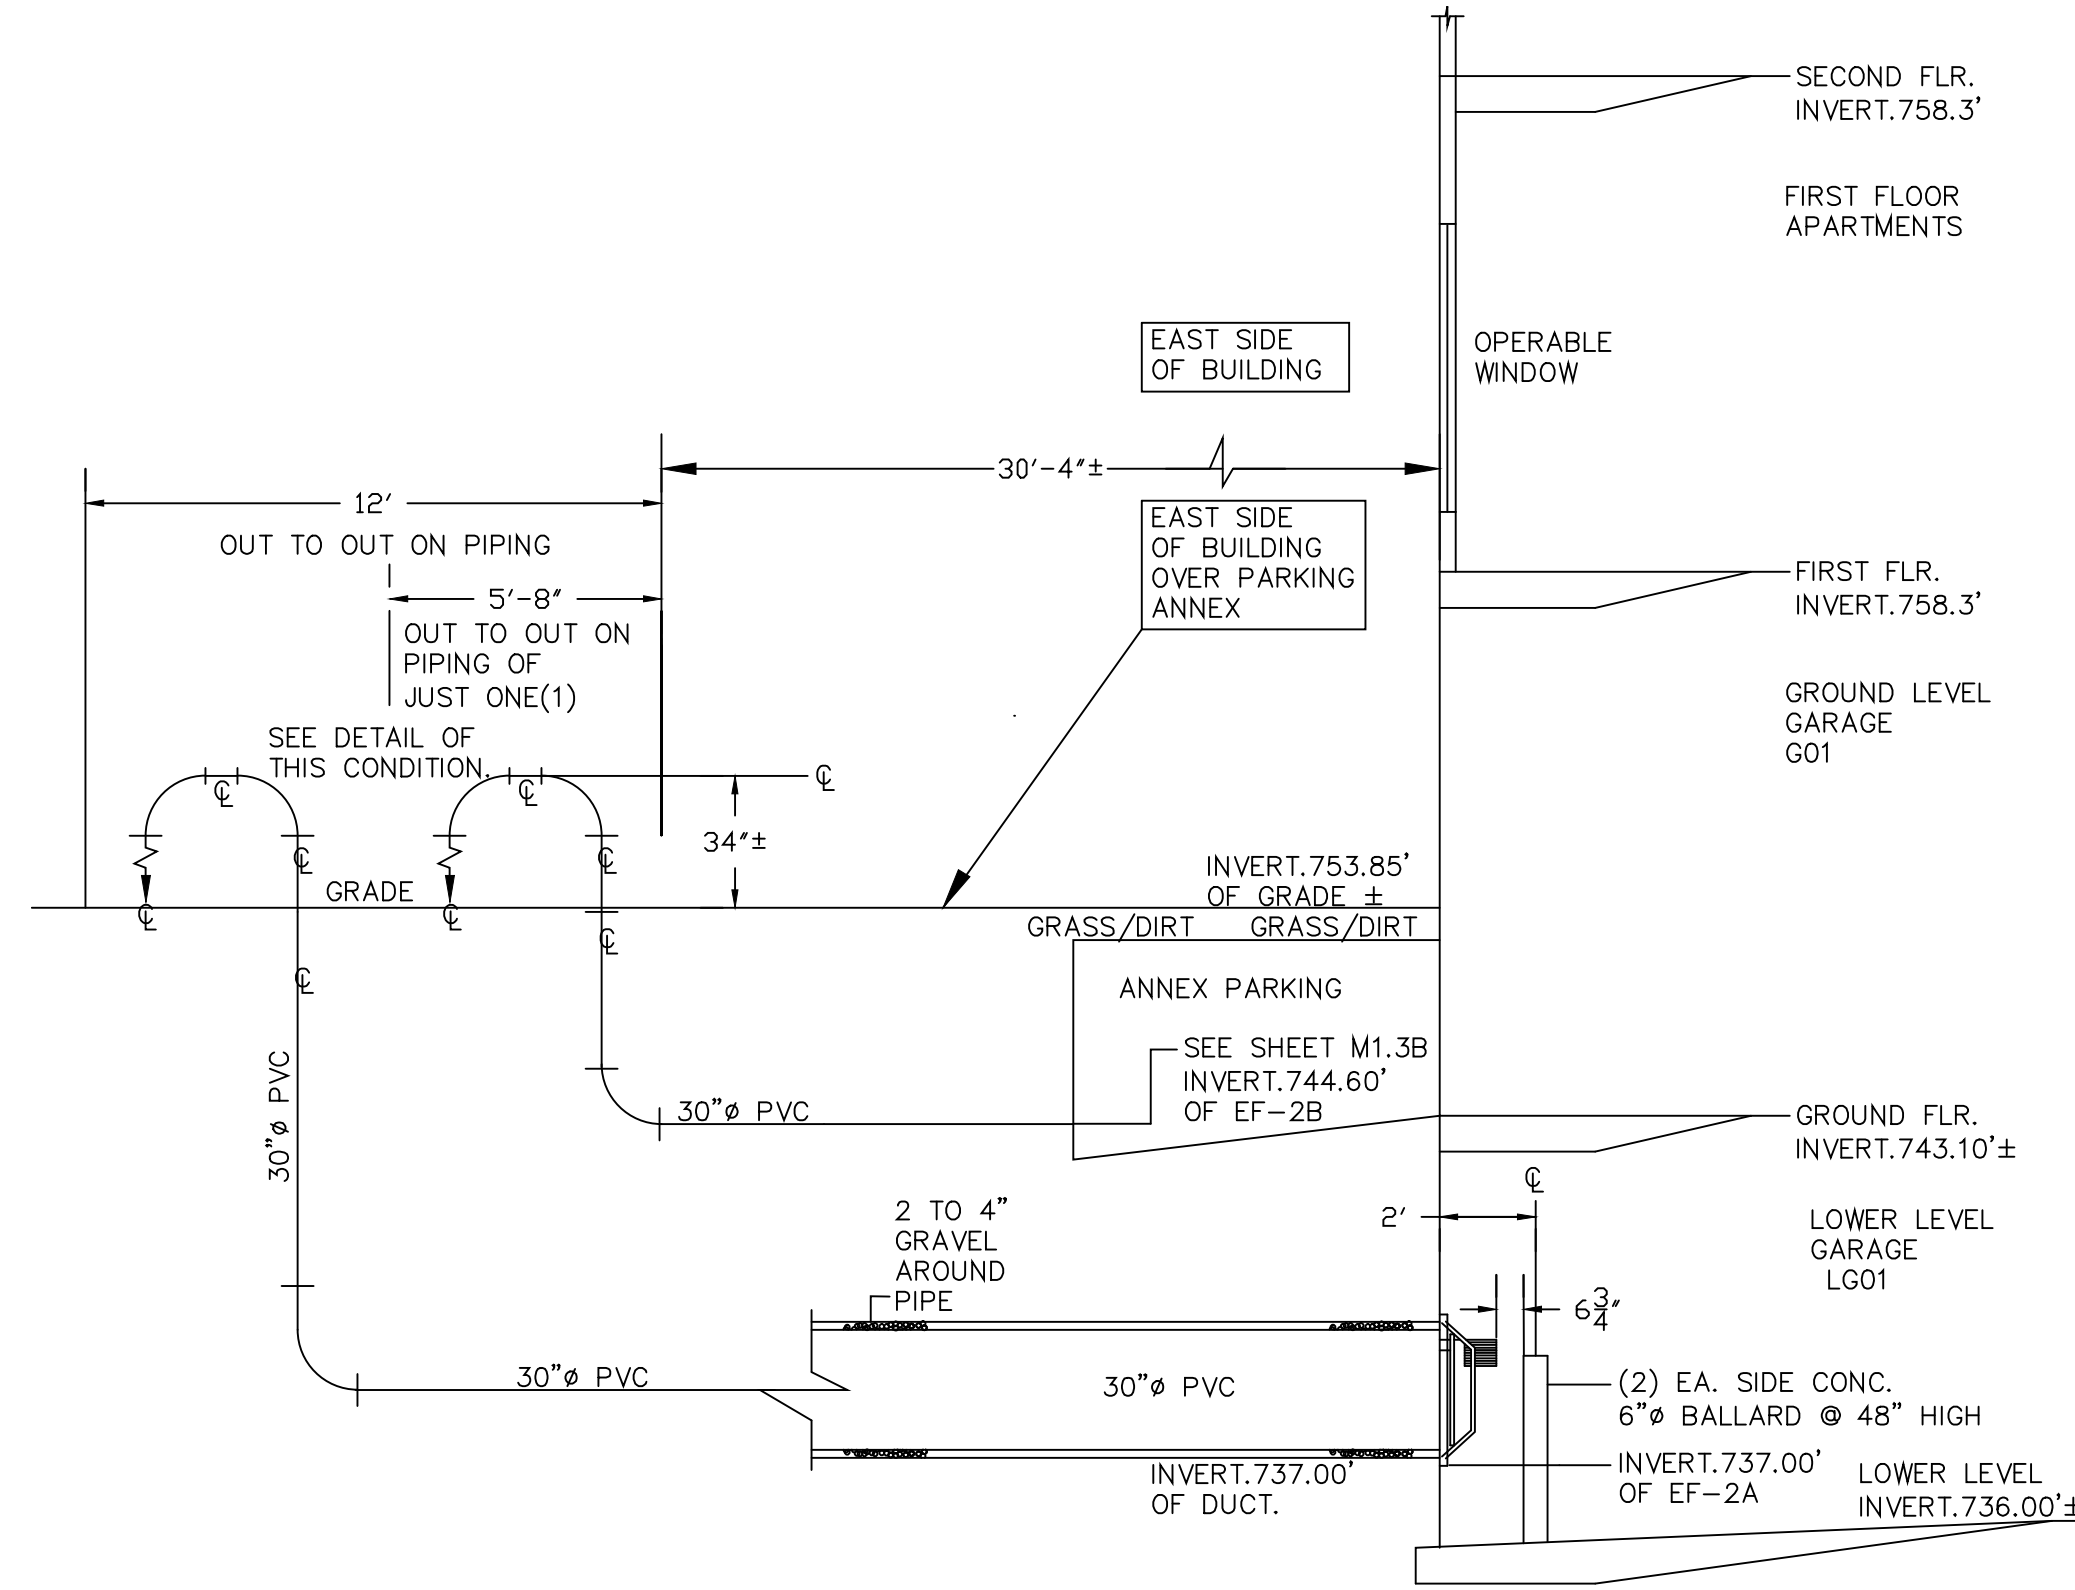 SECOND FLR.
INVERT.758.3'
FIRST FLOOR
APARTMENTS
EAST SIDE
OF BUILDING
OPERABLE
WINDOW
30'-4"±
12'
OUT TO OUT ON PIPING
EAST SIDE
OF BUILDING
OVER PARKING
ANNEX
5'-8"
OUT TO OUT ON
PIPING OF
JUST ONE(1)
FIRST FLR.
INVERT.758.3'
GROUND LEVEL
GARAGE
G01
SEE DETAIL OF
THIS CONDITION.
℄
℄
℄
34"±
℄
℄
INVERT.753.85'
OF GRADE ±
GRADE
℄
℄
GRASS/DIRT GRASS/DIRT
℄
℄
ANNEX PARKING
SEE SHEET M1.3B
INVERT.744.60'
OF EF-2B
30"ø PVC
30"ø PVC
GROUND FLR.
INVERT.743.10'±
℄
2'
2 TO 4"
GRAVEL
AROUND
PIPE
LOWER LEVEL
GARAGE
LG01
6 3/4"
30"ø PVC
30"ø PVC
(2) EA. SIDE CONC.
6"ø BALLARD @ 48" HIGH
INVERT.737.00'
OF DUCT.
INVERT.737.00'
OF EF-2A
LOWER LEVEL
INVERT.736.00'±